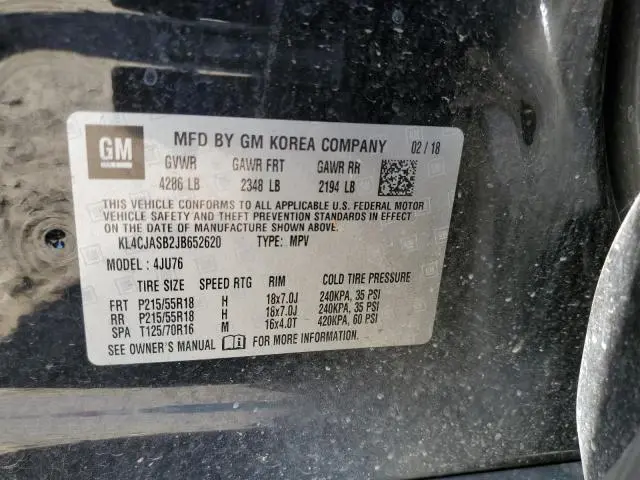 GM
MFD BY GM KOREA COMPANY 02 / 18
GVWR GAWR FRT GAWR RR
4286 LB 2348 LB 2194 LB
THIS VEHICLE CONFORMS TO ALL APPLICABLE U.S. FEDERAL MOTOR
VEHICLE SAFETY AND THEFT PREVENTION STANDARDS IN EFFECT
ON THE DATE OF MANUFACTURE SHOWN ABOVE.
KL4CJASB2JB652620 TYPE: MPV
MODEL : 4JU76
TIRE SIZE SPEED RTG RIM COLD TIRE PRESSURE
FRT P215/55R18 H 18x7.0J 240KPA, 35 PSI
RR P215/55R18 H 18x7.0J 240KPA, 35 PSI
SPA T125/70R16 M 16x4.0T 420KPA, 60 PSI
SEE OWNER'S MANUAL FOR MORE INFORMATION.